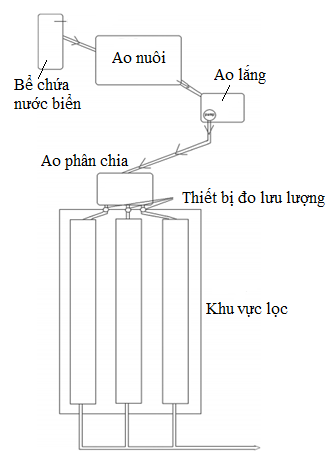 Ao nuôi
Bể chứa
nước biển
Ao lắng
Ao phân chia
Thiết bị đo lưu lượng
Khu vực lọc